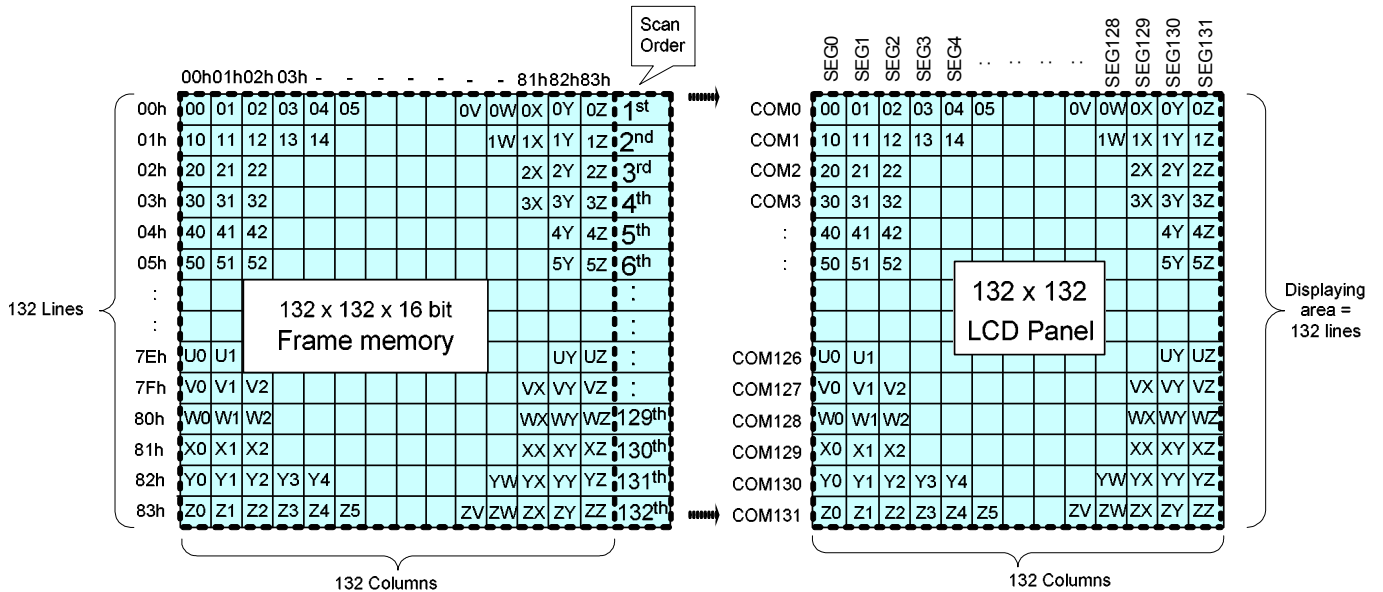 Scan
Order
00h01h02h 03h - - - - - - - 81h82h83h
00h 00 01 02 03 04 05 0V 0W 0X 0Y 0Z 1st
01h 10 11 12 13 14 1W 1X 1Y 1Z 2nd
02h 20 21 22 2X 2Y 2Z 3rd
03h 30 31 32 3X 3Y 3Z 4th
04h 40 41 42 4Y 4Z 5th
05h 50 51 52 5Y 5Z 6th
: :
: :
7Eh U0 U1 UY UZ :
7Fh V0 V1 V2 VX VY VZ :
80h W0 W1 W2 WX WY WZ 129th
81h X0 X1 X2 XX XY XZ 130th
82h Y0 Y1 Y2 Y3 Y4 YW YX YY YZ 131th
83h Z0 Z1 Z2 Z3 Z4 Z5 ZV ZW ZX ZY ZZ 132th
132 Lines
132 x 132 x 16 bit
Frame memory
132 Columns
SEG0 SEG1 SEG2 SEG3 SEG4 .. .. .. .. SEG128 SEG129 SEG130 SEG131
COM0 00 01 02 03 04 05 0V 0W 0X 0Y 0Z
COM1 10 11 12 13 14 1W 1X 1Y 1Z
COM2 20 21 22 2X 2Y 2Z
COM3 30 31 32 3X 3Y 3Z
: 40 41 42 4Y 4Z
: 50 51 52 5Y 5Z
COM126 U0 U1 UY UZ
COM127 V0 V1 V2 VX VY VZ
COM128 W0 W1 W2 WX WY WZ
COM129 X0 X1 X2 XX XY XZ
COM130 Y0 Y1 Y2 Y3 Y4 YW YX YY YZ
COM131 Z0 Z1 Z2 Z3 Z4 Z5 ZV ZW ZX ZY ZZ
132 x 132
LCD Panel
Displaying
area =
132 lines
132 Columns